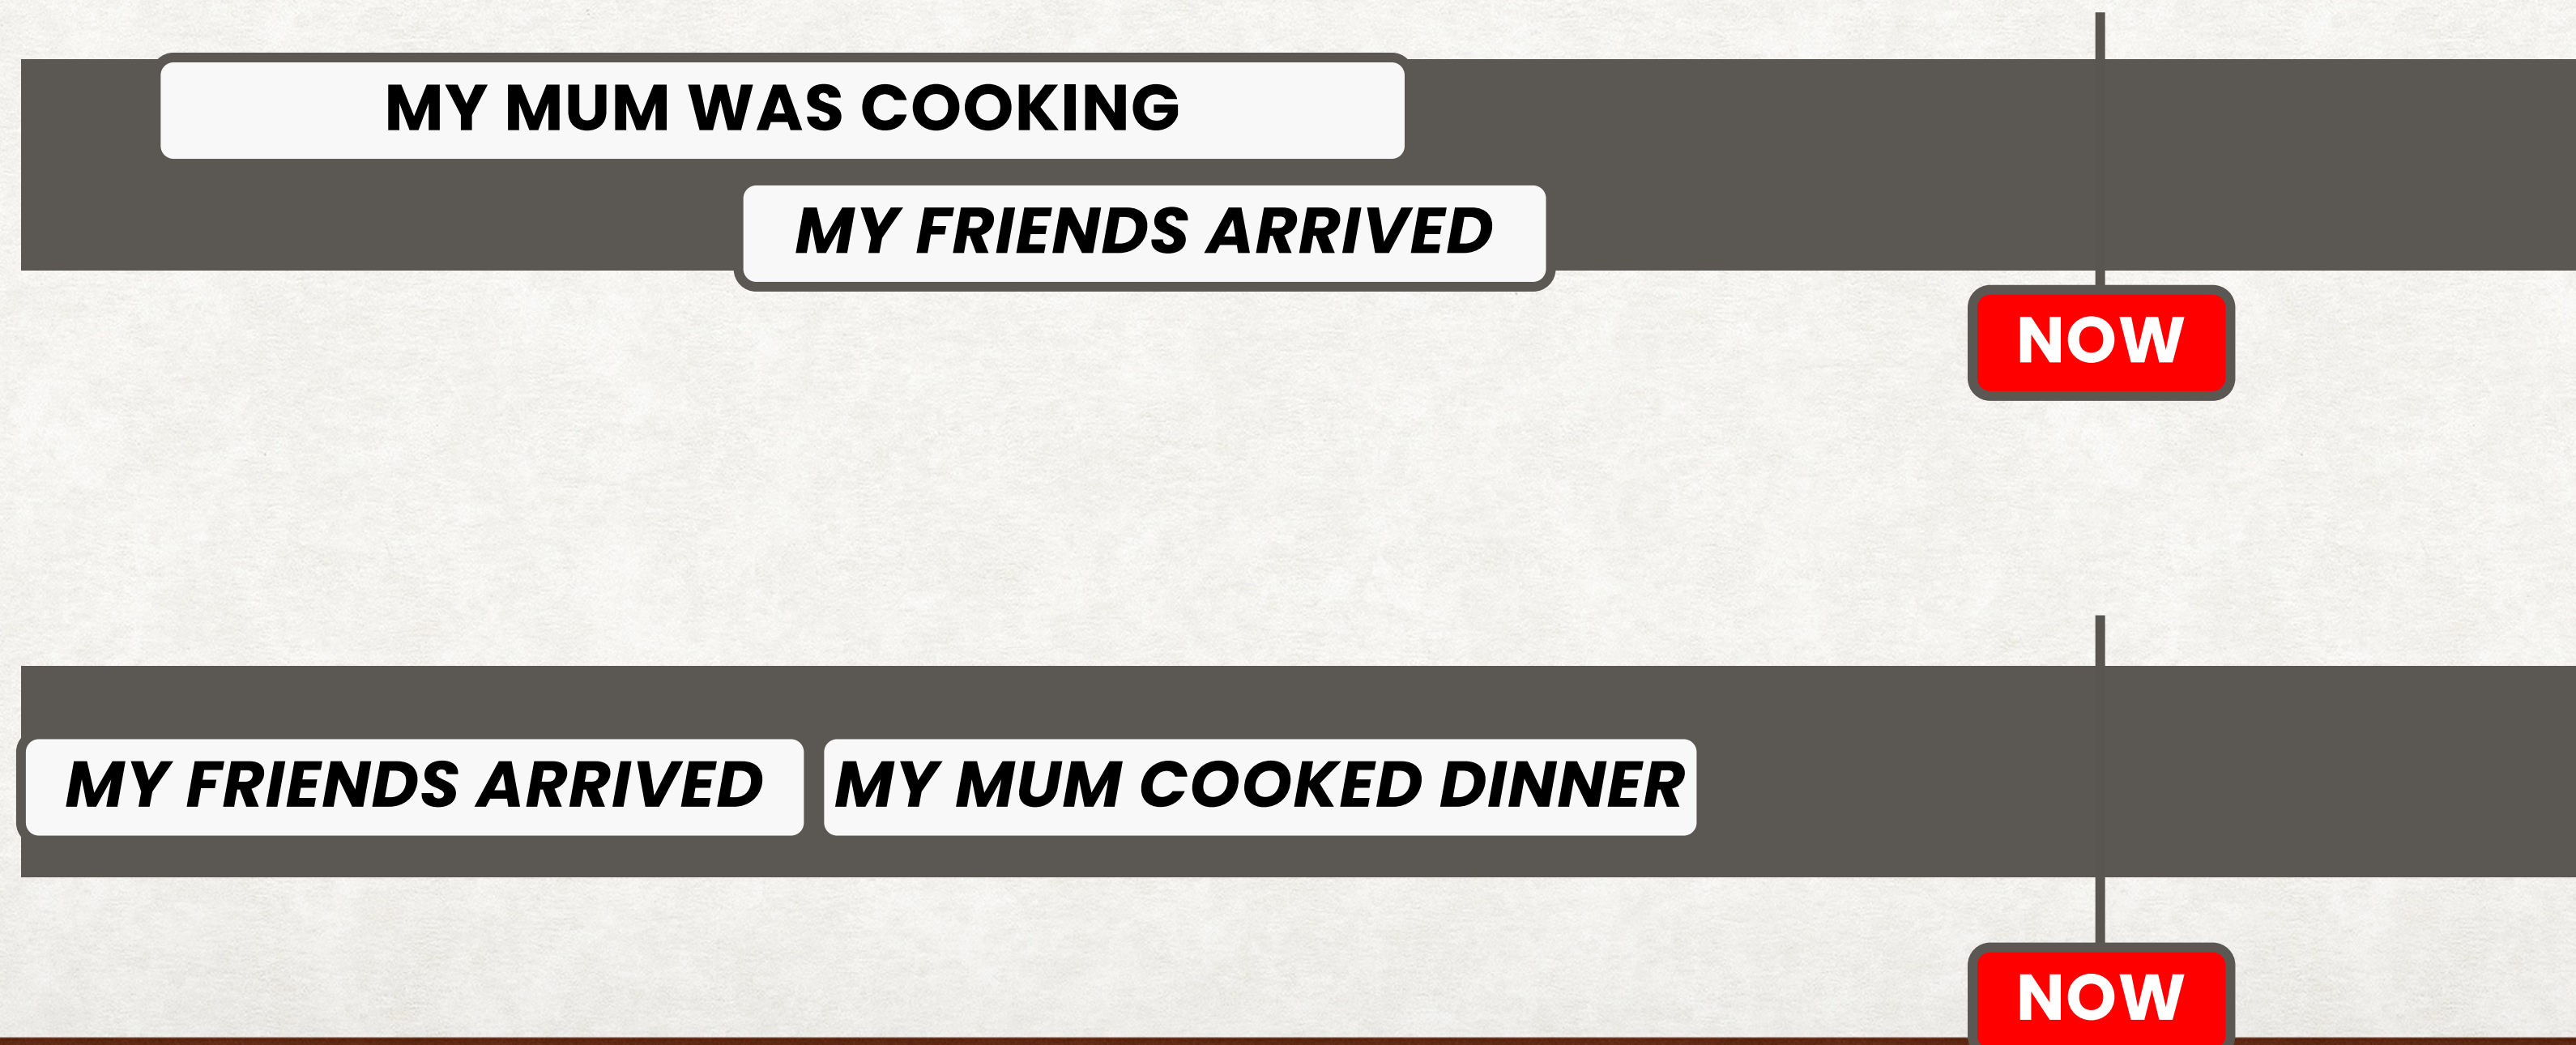 MY MUM WAS COOKING
MY FRIENDS ARRIVED
NOW
MY FRIENDS ARRIVED
MY MUM COOKED DINNER
NOW